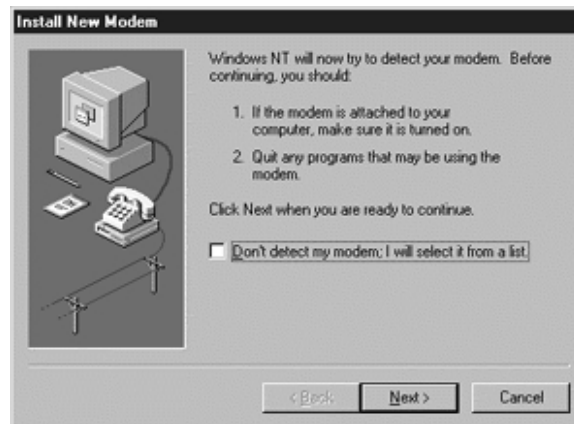 Install New Modem
Windows NT will now try to detect your modem. Before
continuing, you should:
1. If the modem is attached to your
computer, make sure it is turned on.
2. Quit any programs that may be using the
modem.
Click Next when you are ready to continue.
Don't detect my modem; I will select it from a list.
< Back
Next >
Cancel